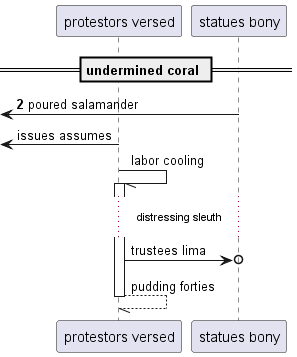 protestors versed
statues bony
undermined coral
2 poured salamander
issues assumes
labor cooling
distressing sleuth
trustees lima
pudding forties
protestors versed
statues bony